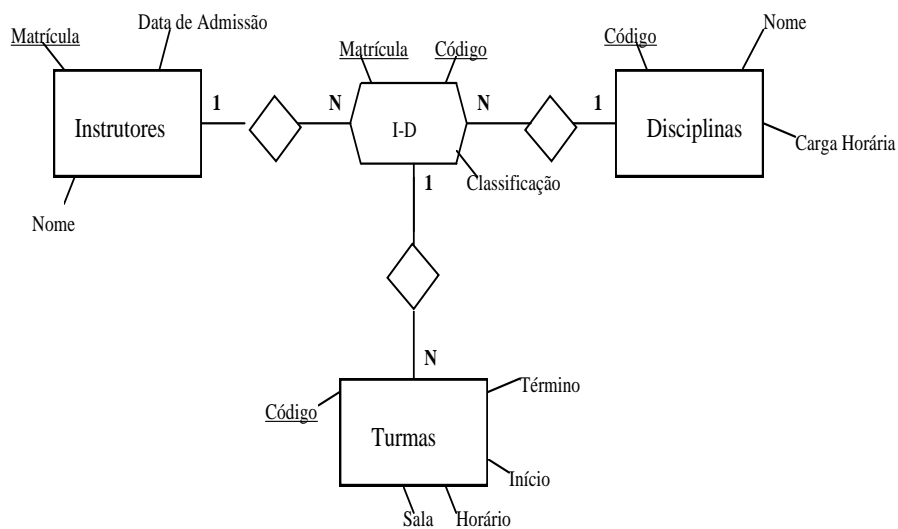 Data de Admissão
Nome
Matrícula
Matrícula
Código
Código
1
N
N
1
Instrutores
I-D
Disciplinas
Carga Horária
1
Classificação
Nome
N
Término
Código
Turmas
Início
Sala
Horário